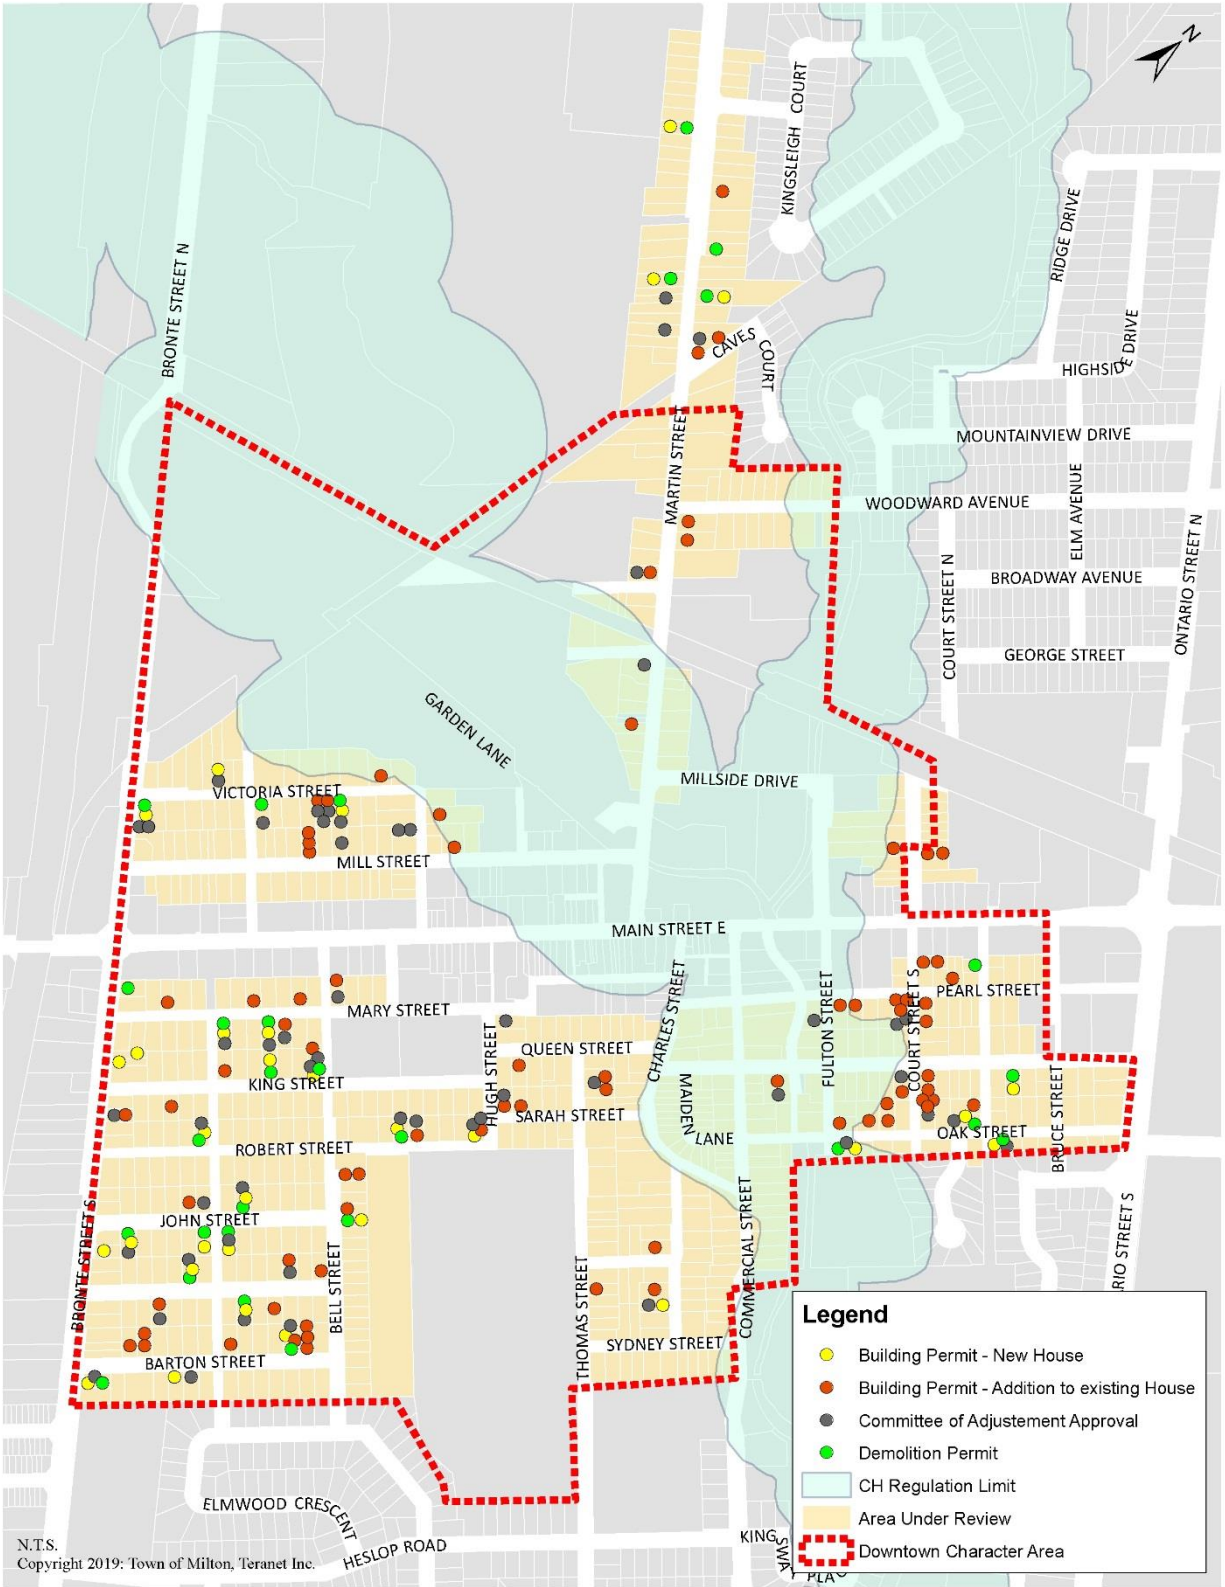 N
KINGSLEIGH COURT
BRONTE STREET N
RIDGE DRIVE
CAVES COURT
HIGHSIDE DRIVE
MARTIN STREET
MOUNTAINVIEW DRIVE
WOODWARD AVENUE
ELM AVENUE
ONTARIO STREET N
COURT STREET N
BROADWAY AVENUE
GEORGE STREET
GARDEN LANE
MILLSIDE DRIVE
VICTORIA STREET
MILL STREET
MAIN STREET E
CHARLES STREET
FULTON STREET
COURT STREET S
PEARL STREET
MARY STREET
HUGH STREET
QUEEN STREET
KING STREET
MAIDEN LANE
SARAH STREET
OAK STREET
BRUCE STREET
ROBERT STREET
JOHN STREET
BRONTE STREET S
BELL STREET
THOMAS STREET
COMMERCIAL STREET
RIO STREET S
SYDNEY STREET
BARTON STREET
Legend
Building Permit - New House
Building Permit - Addition to existing House
Committee of Adjustement Approval
Demolition Permit
CH Regulation Limit
Area Under Review
Downtown Character Area
ELMWOOD CRESCENT
HESLOP ROAD
KING
SWAY PLAC
N.T.S.
Copyright 2019: Town of Milton, Teranet Inc.